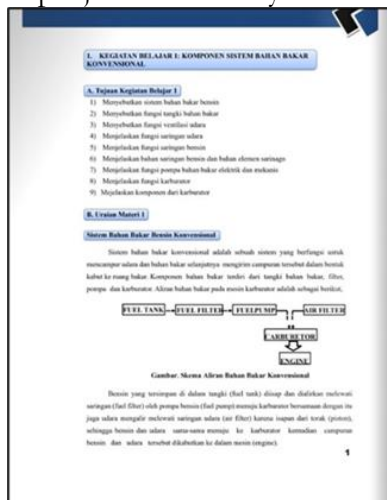 1. KEGIATAN BELAJAR 1: KOMPONEN SISTEM BAHAN BAKAR
KONVENSIONAL
A. Tujuan Kegiatan Belajar 1
1) Menyebutkan sistem bahan bakar bensin
2) Menyebutkan fungsi tangki bahan bakar
3) Menyebutkan fungsi ventilasi udara
4) Menjelaskan fungsi saringan udara
5) Menjelaskan fungsi saringan bensin
6) Menjelaskan bahan saringan bensin dan bahan elemen
7) Menjelaskan fungsi pompa bahan bakar elektrik dan mekanis
8) Menjelaskan fungsi karburator
9) komponen dari karburator
B. Uraian Materi 1
Sistem Bahan Bakar Bensin Konvensional
Sistem bahan bakar konvensional adalah sebuah sistem yang berfungsi untuk
mencampur udara dan bahan bakar selanjutnya mengirim campuran tersebut dalam bentuk
kabut ke ruang bakar. Komponen bahan bakar terdiri dari tangki bahan bakar, filter,
pompa dan karburator. Aliran bahan bakar pada mesin karburator adalah sebagai berikut,
FUEL TANK FUEL FILTER FUELPUMP AIR FILTER
CARBURETOR
ENGINE
Gambar. Skema Aliran Bahan Bakar Konvensional
Bensin yang tersimpan di dalam tangki (fuel tank) diisap dan dialirkan melewati
saringan (fuel filter) oleh pompa bensin (fuel pump) menuju karburator bersamaan dengan itu
juga udara mengalir melewati saringan udara (air filter) karena isapan dari torak (piston),
sehingga bensin dan udara sama-sama menuju ke karburator kemudian campuran
bensin dan udara tersebut dikabutkan ke dalam mesin (engine).
1